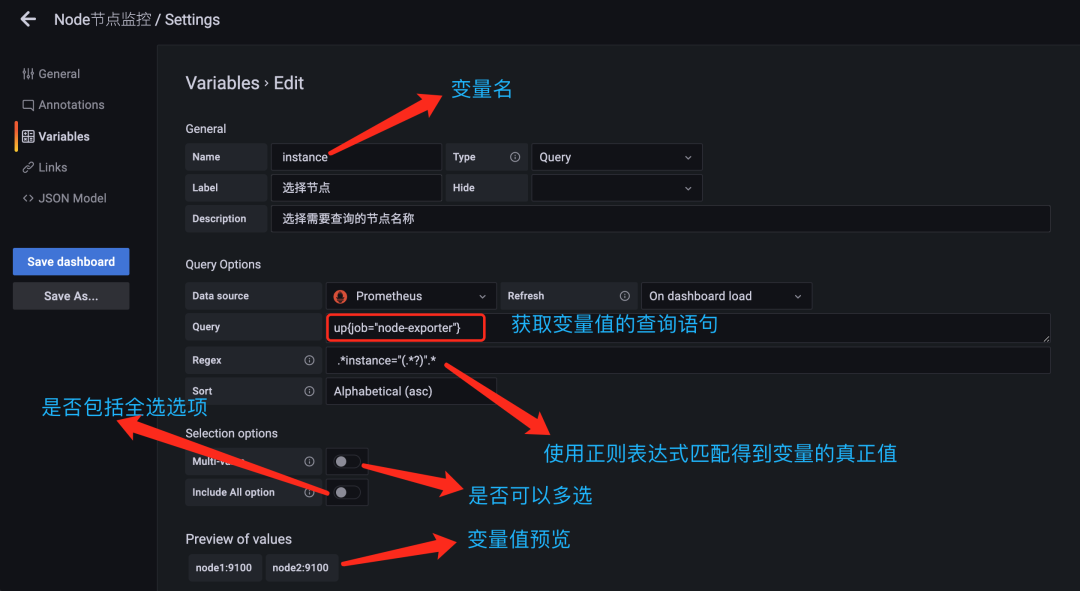 Node节点监控 / Settings
General
Annotations
Variables
Links
JSON Model
Save dashboard
Save As...
Variables › Edit
变量名
General
Name
instance
Type
Query
Label
选择节点
Hide
Description
选择需要查询的节点名称
Query Options
Data source
Prometheus
Refresh
On dashboard load
Query
up{job="node-exporter"}
获取变量值的查询语句
Regex
.*instance="(.*?)".*
Sort
Alphabetical (asc)
是否包括全选选项
使用正则表达式匹配得到变量的真正值
Selection options
是否可以多选
Include All option
Preview of values
变量值预览
node1:9100
node2:9100